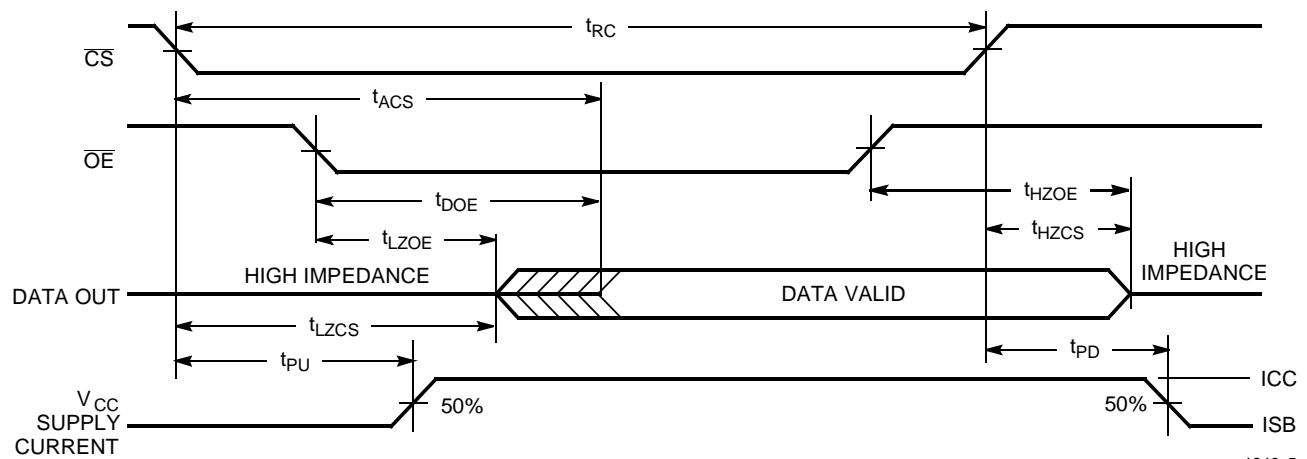 tRC
CS
tACS
OE
tDOE
tHZOE
tLZOE
tHZCS
HIGH IMPEDANCE
HIGH
IMPEDANCE
DATA OUT
DATA VALID
tLZCS
tPU
tPD
VCC
SUPPLY
CURRENT
50%
50%
ICC
ISB